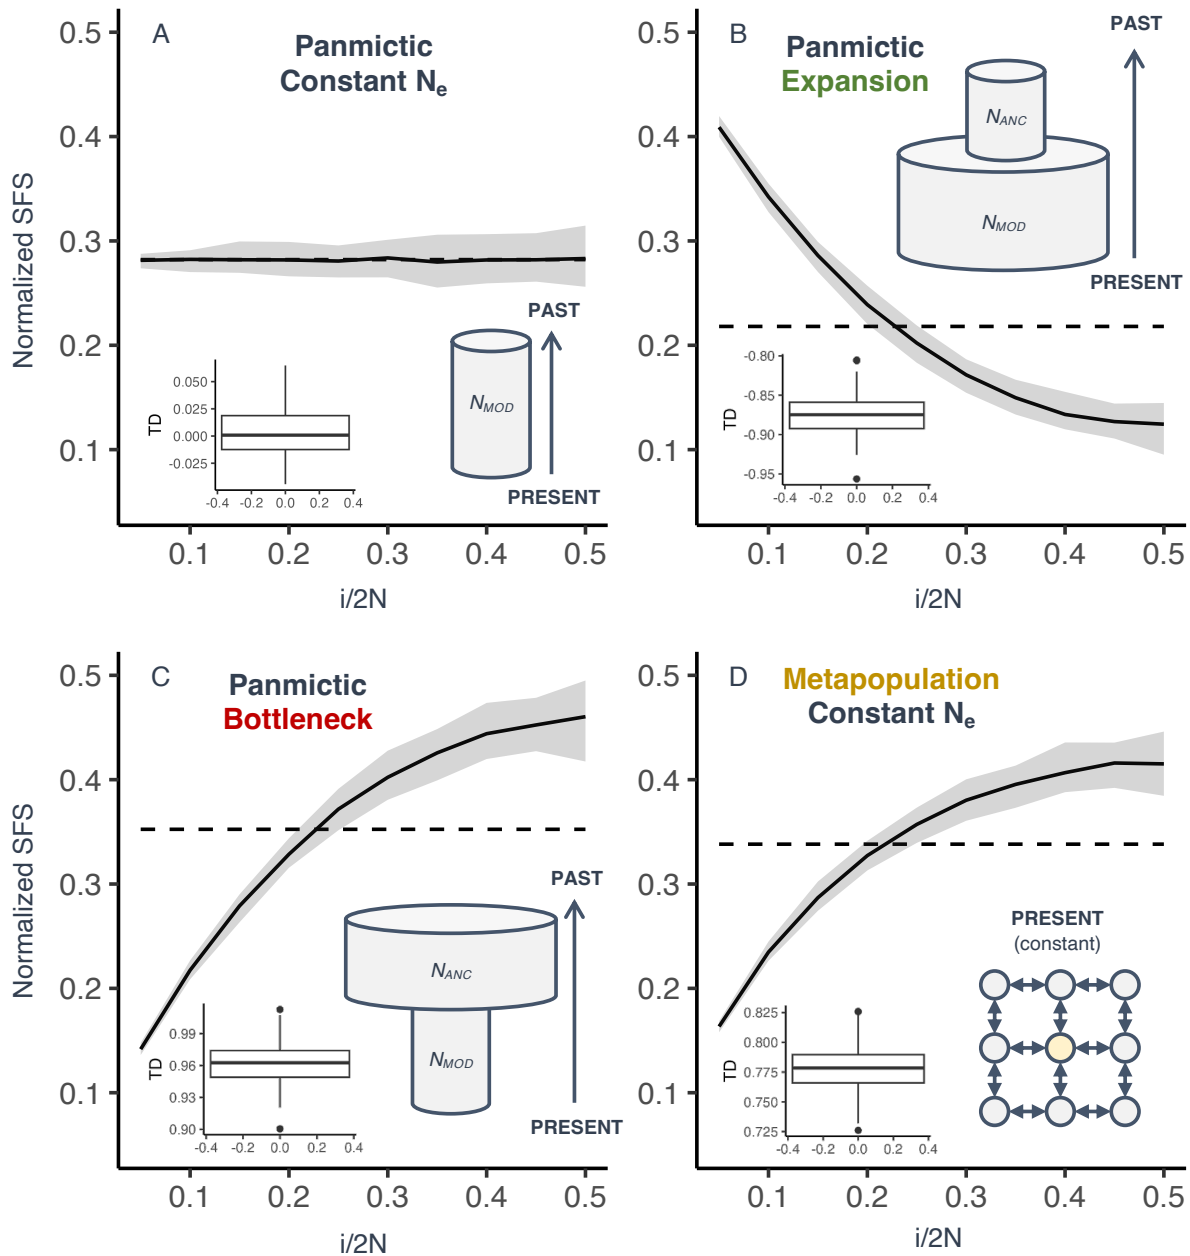 A
Panmictic
Constant Ne
Normalized SFS
0.5
0.4
0.3
0.2
0.1
PAST
NMOD
PRESENT
TD
0.050
0.025
0.000
-0.025
-0.4 -0.2 0.0 0.2 0.4
0.1 0.2 0.3 0.4 0.5
i/2N
B
Panmictic
Expansion
0.5
0.4
0.3
0.2
0.1
PAST
NANC
NMOD
PRESENT
TD
-0.80
-0.85
-0.90
-0.95
-0.4 -0.2 0.0 0.2 0.4
0.1 0.2 0.3 0.4 0.5
i/2N
C
Panmictic
Bottleneck
Normalized SFS
0.5
0.4
0.3
0.2
0.1
PAST
NANC
NMOD
PRESENT
TD
0.99
0.96
0.93
0.90
-0.4 -0.2 0.0 0.2 0.4
0.1 0.2 0.3 0.4 0.5
i/2N
D
Metapopulation
Constant Ne
0.5
0.4
0.3
0.2
0.1
PRESENT
(constant)
TD
0.825
0.800
0.775
0.750
0.725
-0.4 -0.2 0.0 0.2 0.4
0.1 0.2 0.3 0.4 0.5
i/2N